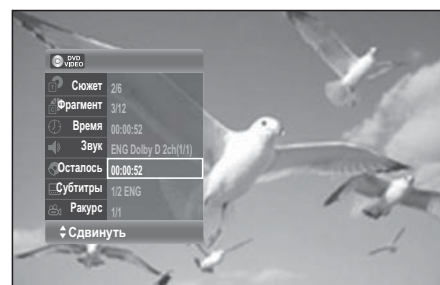 DVD VIDEO
Сюжет 2/6
Фрагмент 3/12
Время 00:00:52
Звук ENG Dolby D 2ch(1/1)
Осталось 00:00:52
Субтитры 1/2 ENG
Ракурс 1/1
Сдвинуть